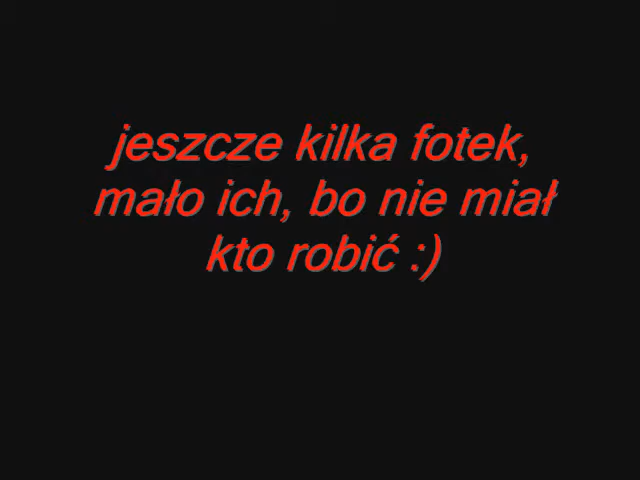 jeszcze kilka fotek,
mało ich, bo nie miał
kto robić :)